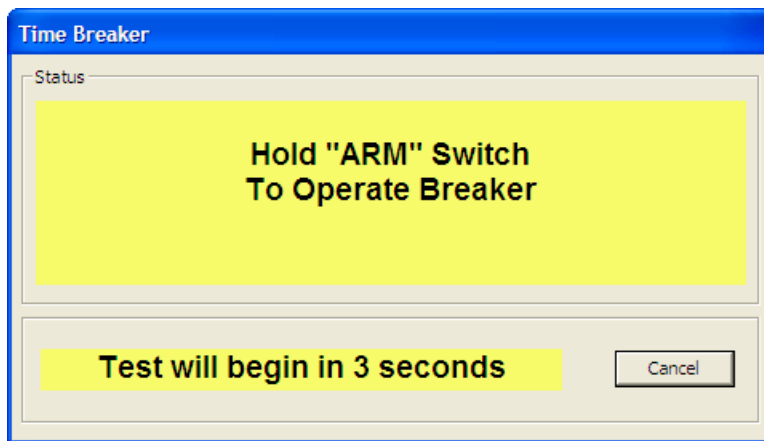 Time Breaker
Status
Hold "ARM" Switch
To Operate Breaker
Test will begin in 3 seconds
Cancel